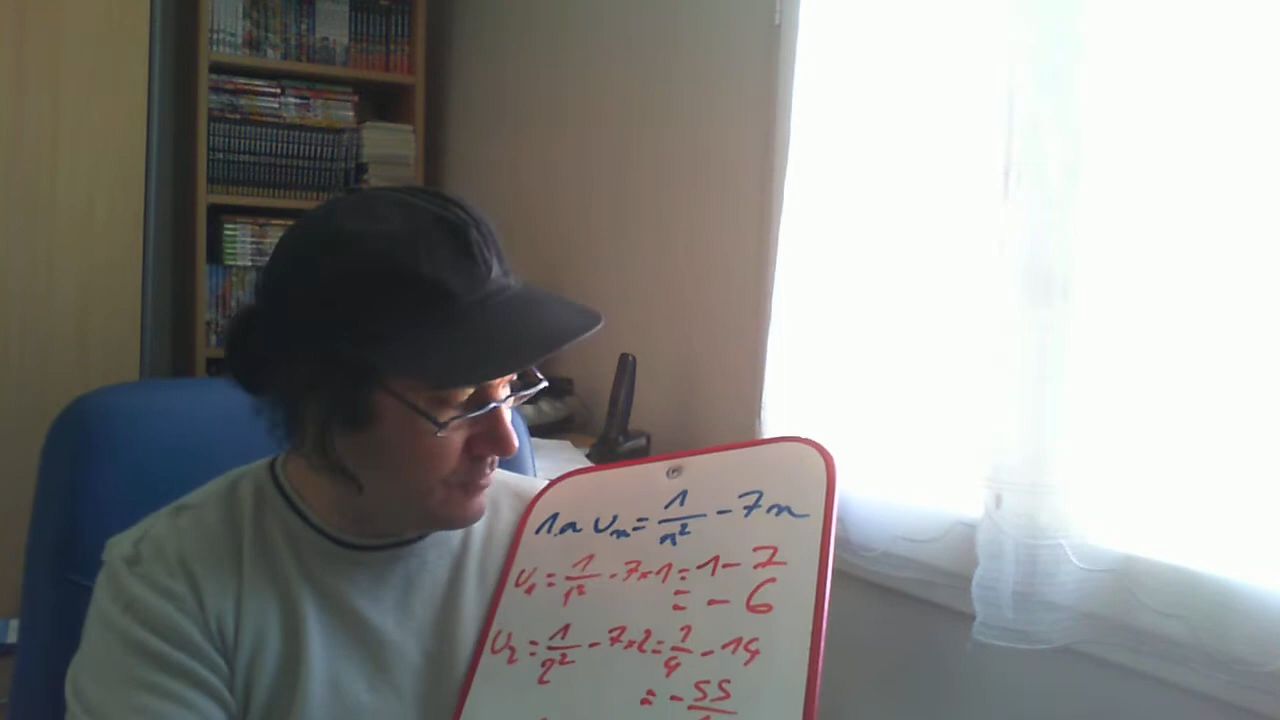 1.a Un = 1/n² - 7n
U1 = 1/1² - 7×1 = 1 - 7
= - 6
U2 = 1/2² - 7×2 = 1/4 - 14
= - 55